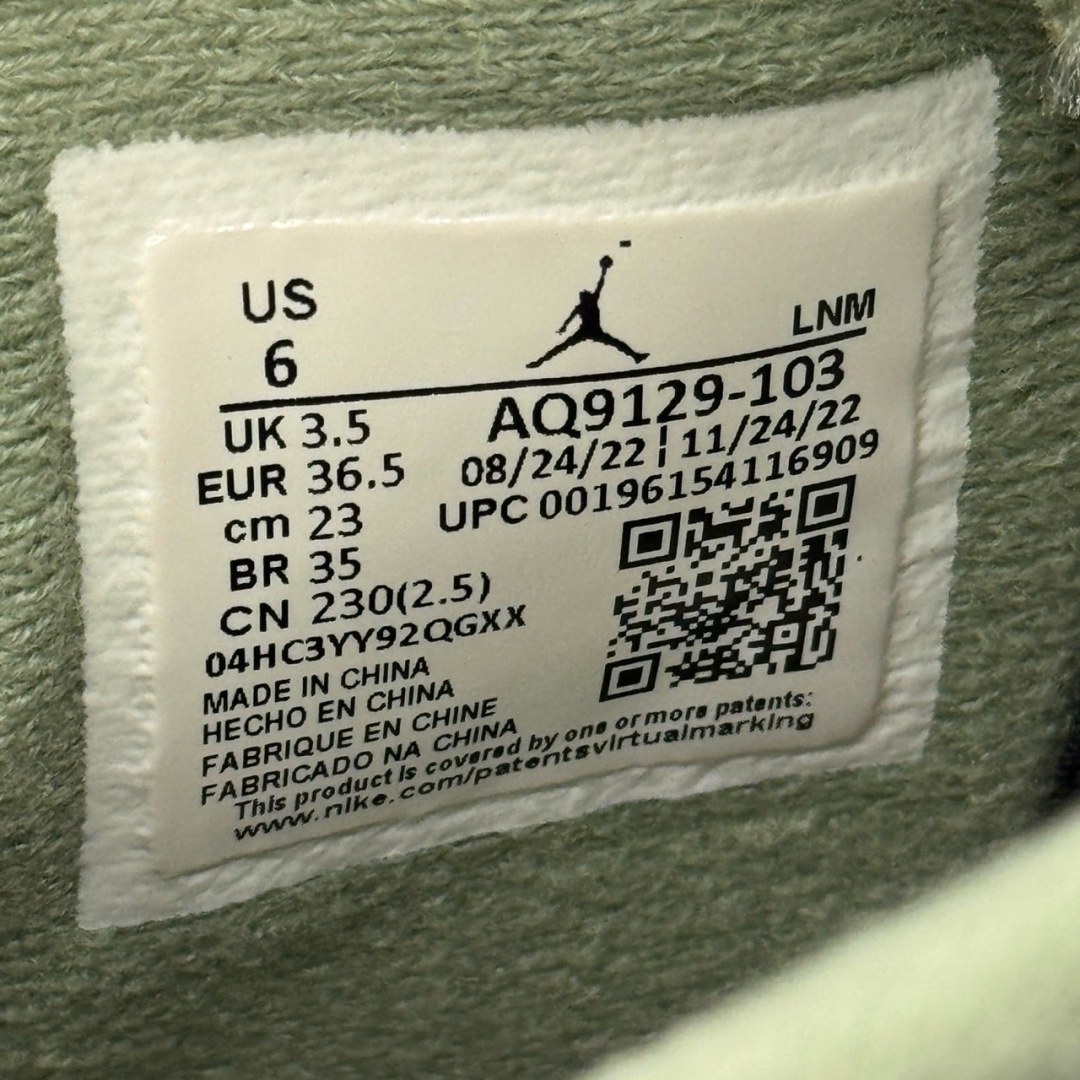 US
6
LNM
UK 3.5
AQ9129-103
EUR 36.5
08/24/22 ¦ 11/24/22
cm 23
UPC 00196154116909
BR 35
CN 230(2.5)
04HC3YY92QGXX
MADE IN CHINA
HECHO EN CHINA
FABRIQUE EN CHINE
FABRICADO NA CHINA
This product is covered by one or more patents:
www.nike.com/patentsvirtualmarking